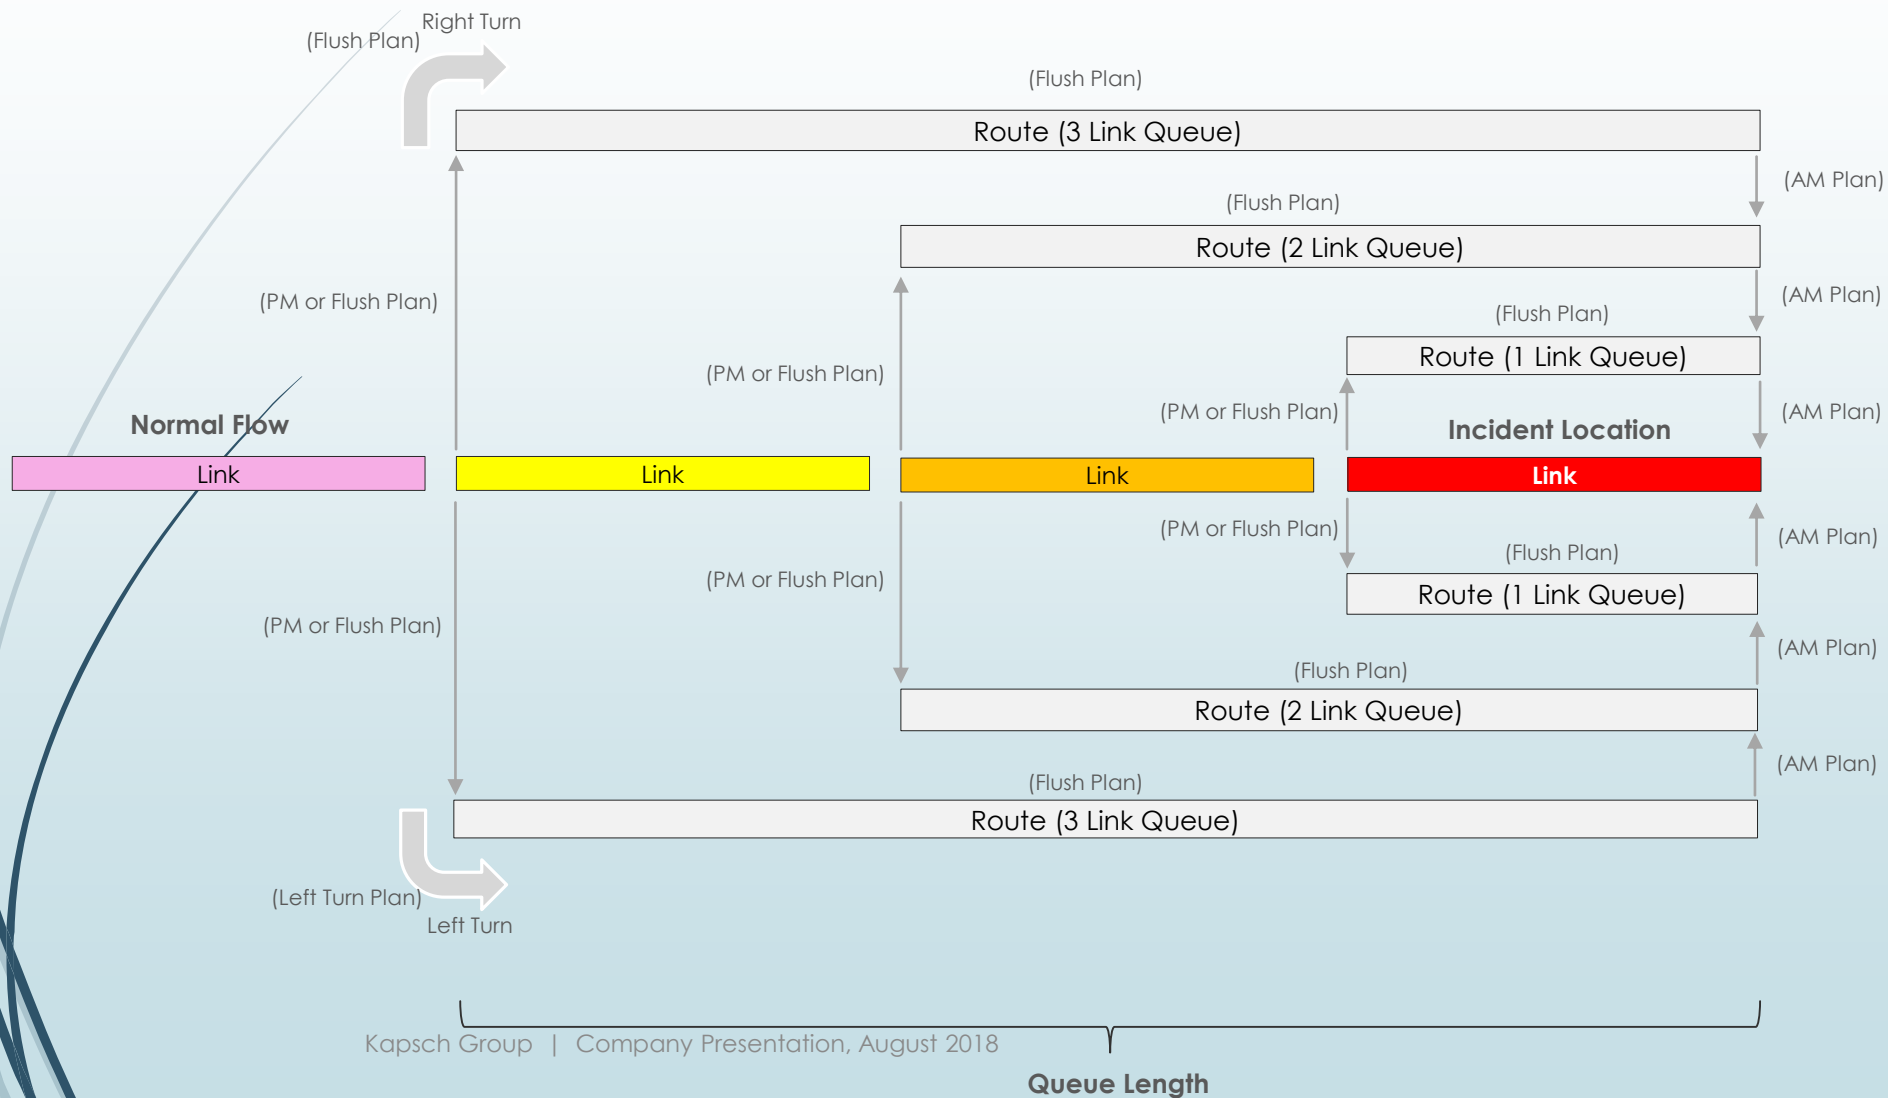 Right Turn
(Flush Plan)
(Flush Plan)
Route (3 Link Queue)
(AM Plan)
(Flush Plan)
Route (2 Link Queue)
(PM or Flush Plan)
(AM Plan)
(Flush Plan)
Route (1 Link Queue)
(PM or Flush Plan)
(PM or Flush Plan)
(AM Plan)
Normal Flow
Incident Location
Link
Link
Link
Link
(PM or Flush Plan)
(AM Plan)
(Flush Plan)
(PM or Flush Plan)
Route (1 Link Queue)
(PM or Flush Plan)
(AM Plan)
(Flush Plan)
Route (2 Link Queue)
(AM Plan)
(Flush Plan)
Route (3 Link Queue)
(Left Turn Plan)
Left Turn
Kapsch Group | Company Presentation, August 2018
Queue Length